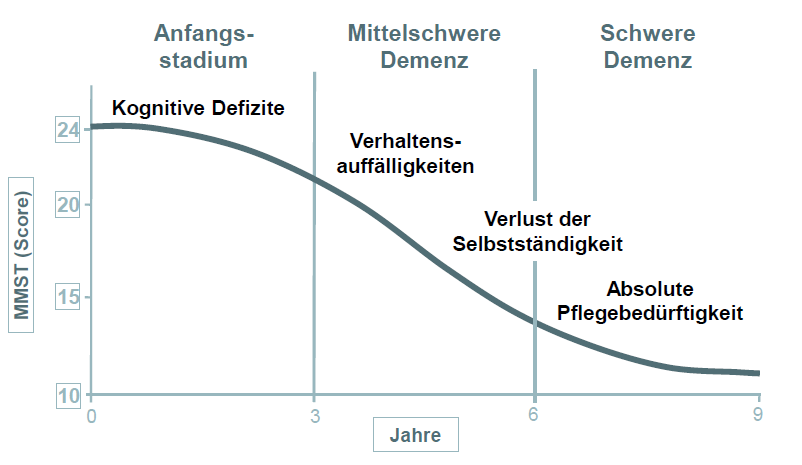 Anfangs-
stadium
Mittelschwere
Demenz
Schwere
Demenz
Kognitive Defizite
Verhaltens-
auffälligkeiten
Verlust der
Selbstständigkeit
Absolute
Pflegebedürftigkeit
MMST (Score)
24
20
15
10
0
3
6
9
Jahre